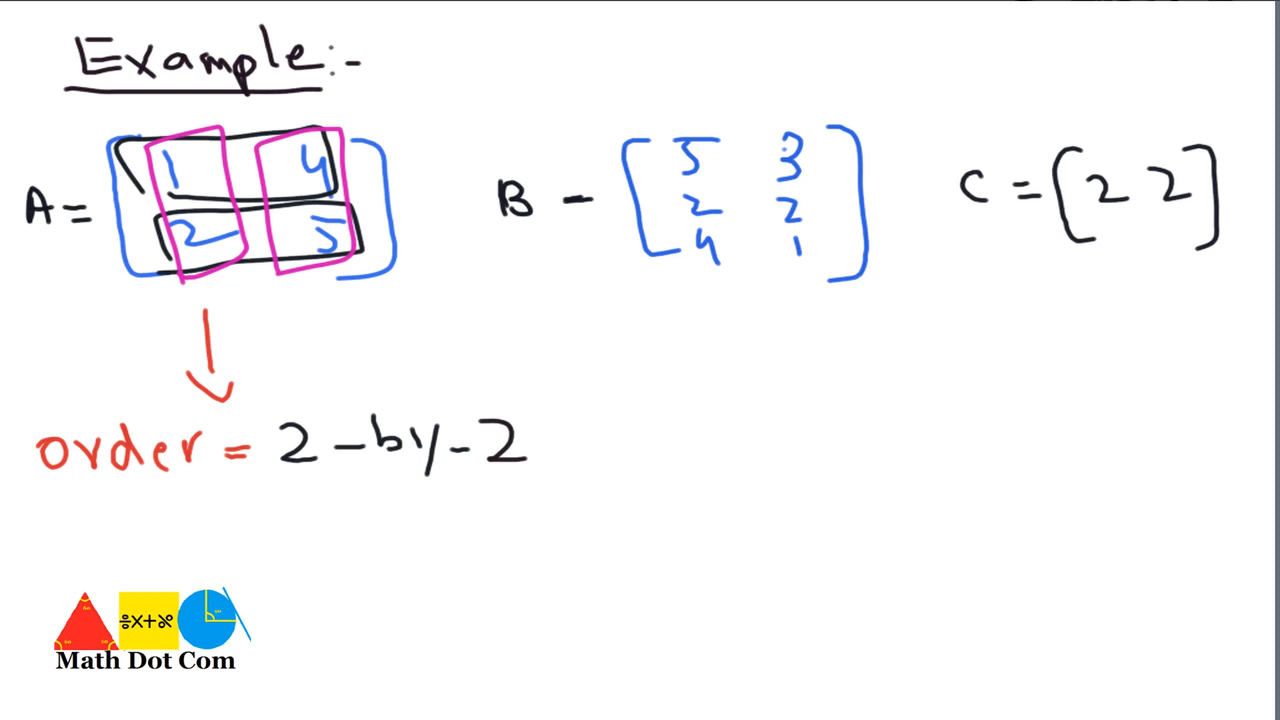 Example:-
A = [1 4
2 5]
B - [5 3
2 2
4 1]
C = [2 2]
order = 2-by-2
÷x+%
Math Dot Com